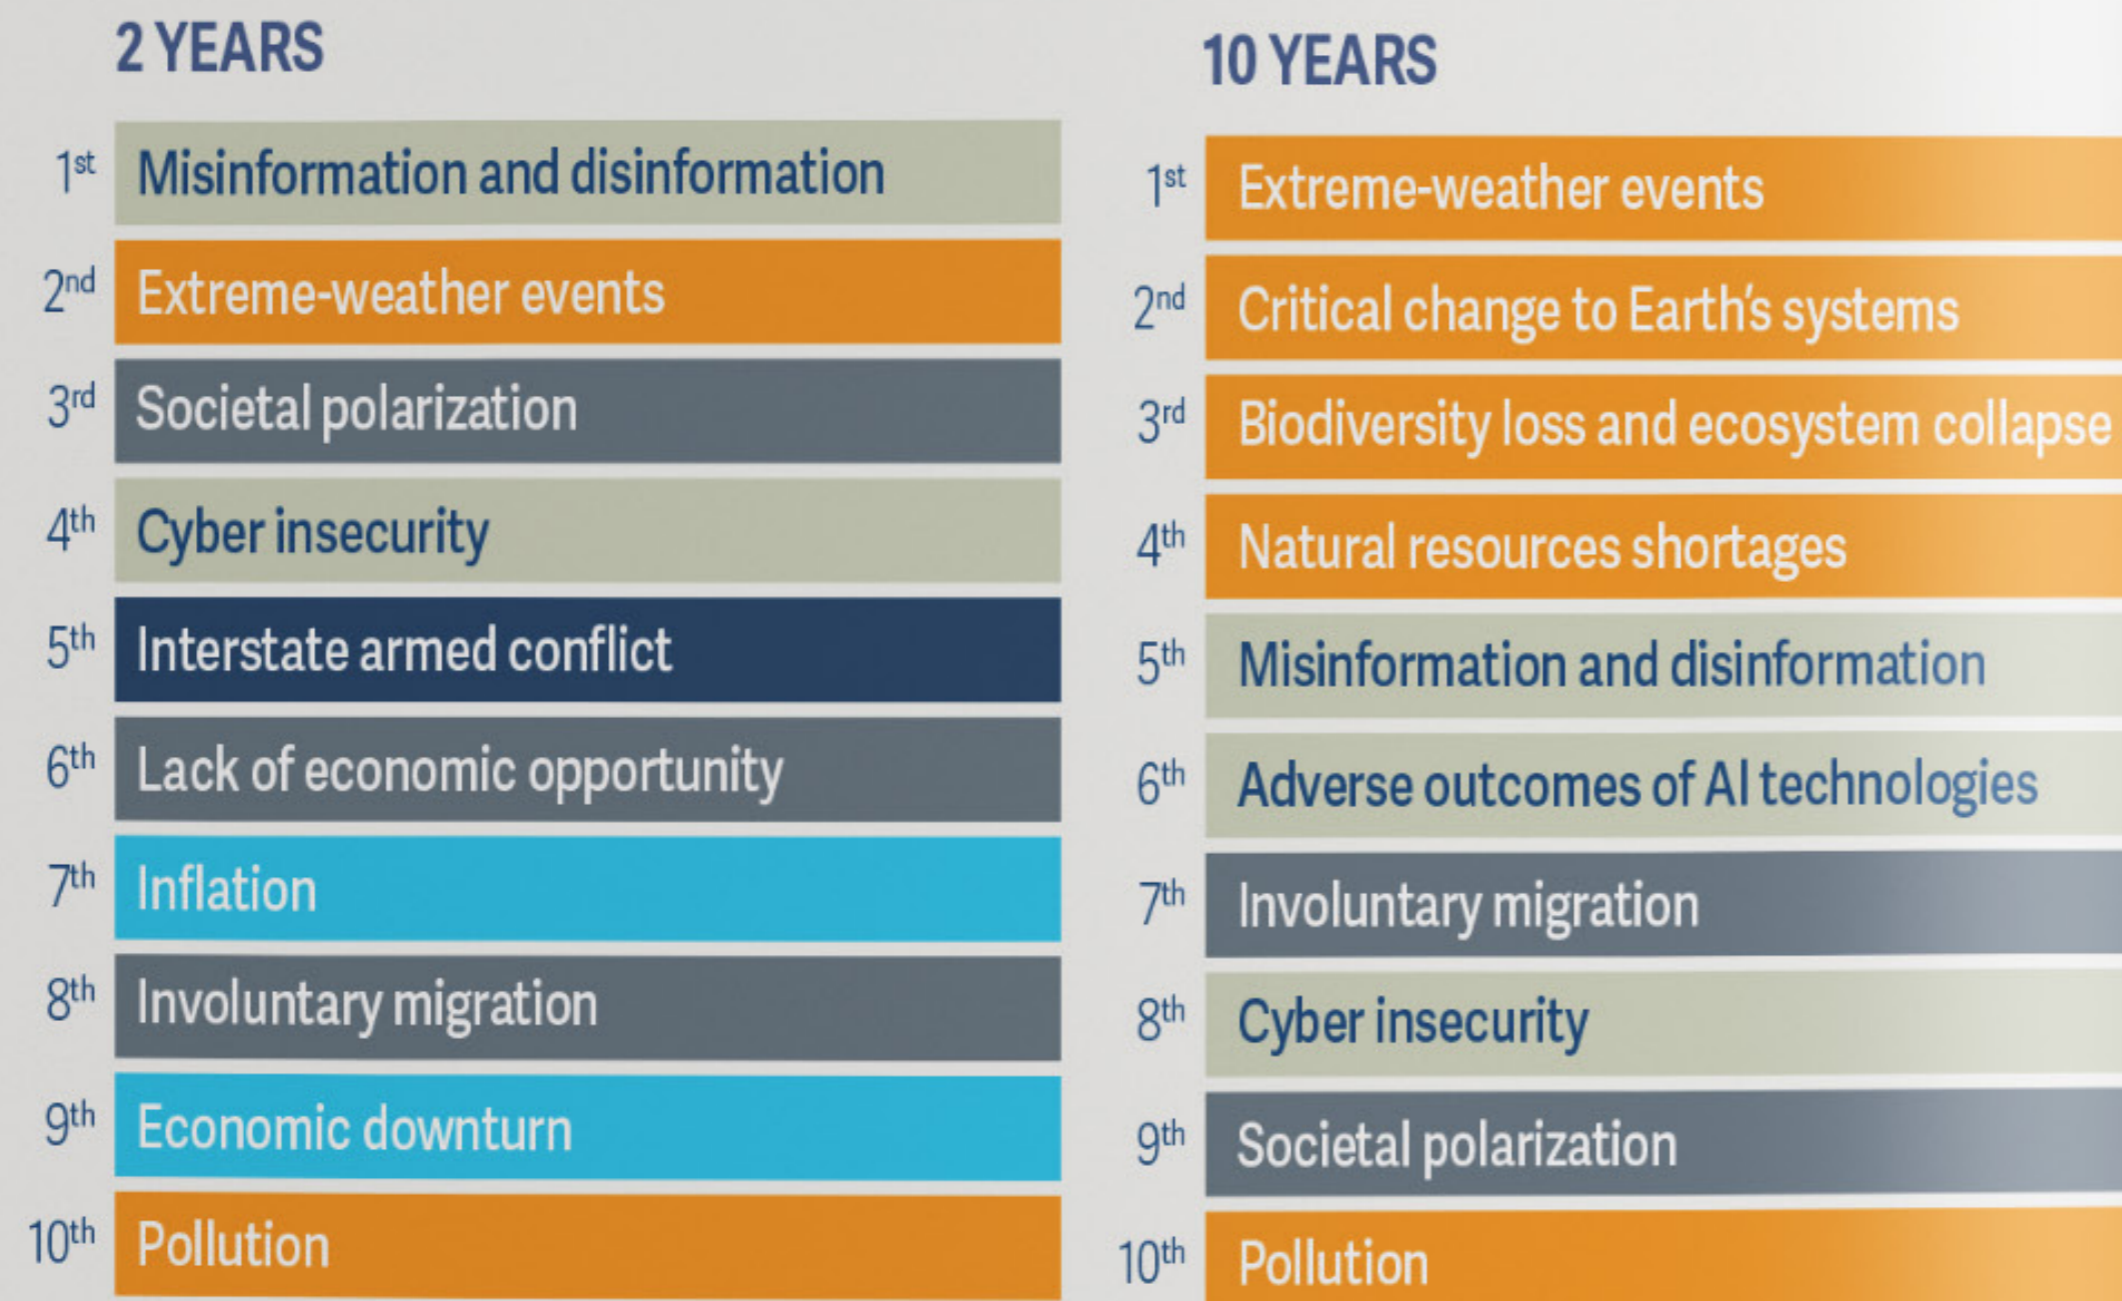 2 YEARS
1st Misinformation and disinformation
2nd Extreme-weather events
3rd Societal polarization
4th Cyber insecurity
5th Interstate armed conflict
6th Lack of economic opportunity
7th Inflation
8th Involuntary migration
9th Economic downturn
10th Pollution
10 YEARS
1st Extreme-weather events
2nd Critical change to Earth's systems
3rd Biodiversity loss and ecosystem collapse
4th Natural resources shortages
5th Misinformation and disinformation
6th Adverse outcomes of AI technologies
7th Involuntary migration
8th Cyber insecurity
9th Societal polarization
10th Pollution